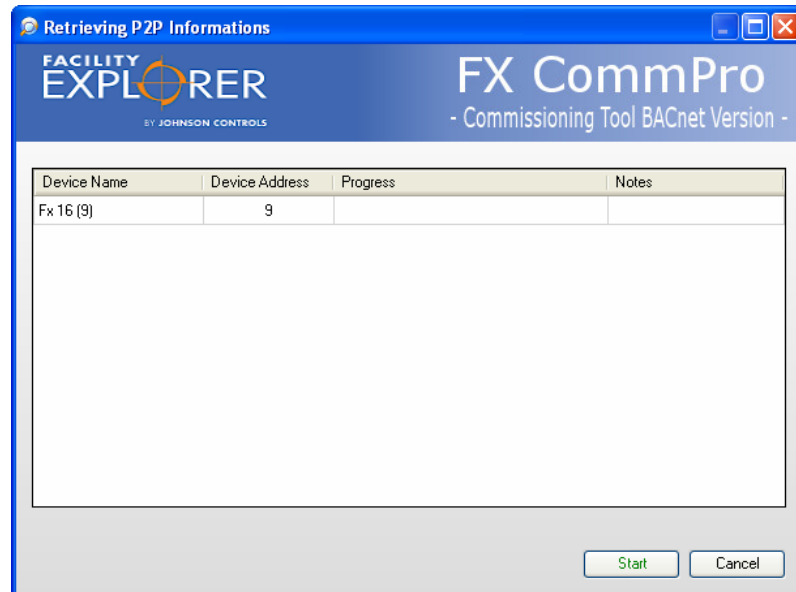 Retrieving P2P Informations
FACILITY
EXPLORER
BY JOHNSON CONTROLS
FX CommPro
- Commissioning Tool BACnet Version -
Device Name Device Address Progress Notes
Fx 16 (9) 9
Start Cancel